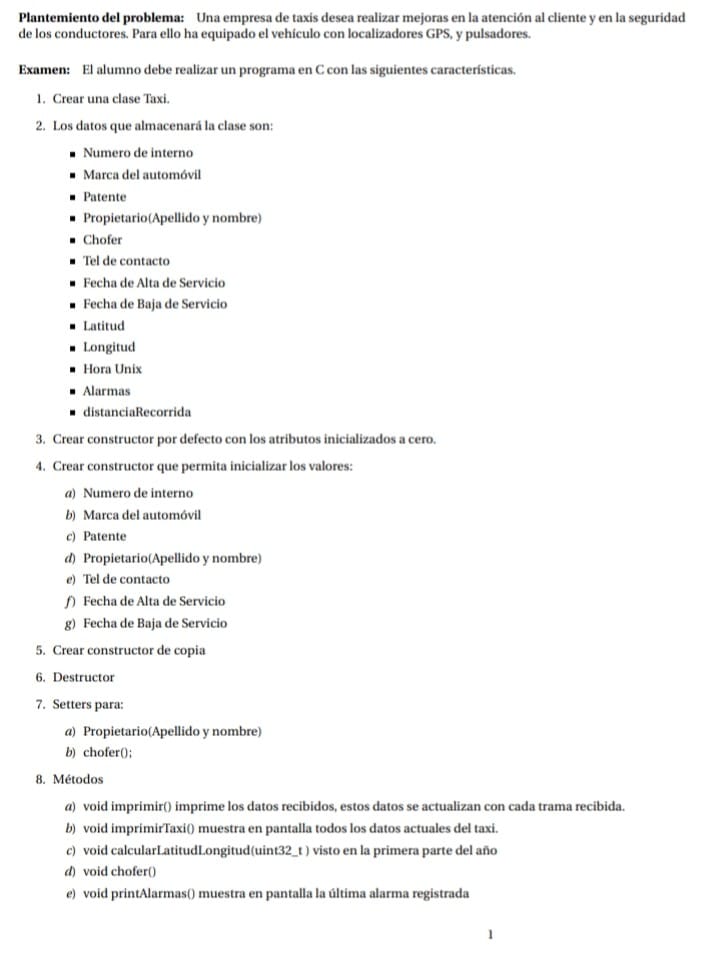 Plantemiento del problema: Una empresa de taxis desea realizar mejoras en la atención al cliente y en la seguridad
de los conductores. Para ello ha equipado el vehículo con localizadores GPS, y pulsadores.
Examen: El alumno debe realizar un programa en C con las siguientes características.
1. Crear una clase Taxi.
2. Los datos que almacenará la clase son:
▪ Numero de interno
▪ Marca del automóvil
▪ Patente
▪ Propietario(Apellido y nombre)
▪ Chofer
▪ Tel de contacto
▪ Fecha de Alta de Servicio
▪ Fecha de Baja de Servicio
▪ Latitud
▪ Longitud
▪ Hora Unix
▪ Alarmas
▪ distanciaRecorrida
3. Crear constructor por defecto con los atributos inicializados a cero.
4. Crear constructor que permita inicializar los valores:
a) Numero de interno
b) Marca del automóvil
c) Patente
d) Propietario(Apellido y nombre)
e) Tel de contacto
f) Fecha de Alta de Servicio
g) Fecha de Baja de Servicio
5. Crear constructor de copia
6. Destructor
7. Setters para:
a) Propietario(Apellido y nombre)
b) chofer();
8. Métodos
a) void imprimir() imprime los datos recibidos, estos datos se actualizan con cada trama recibida.
b) void imprimirTaxi() muestra en pantalla todos los datos actuales del taxi.
c) void calcularLatitudLongitud(uint32_t ) visto en la primera parte del año
d) void chofer()
e) void printAlarmas() muestra en pantalla la última alarma registrada
1